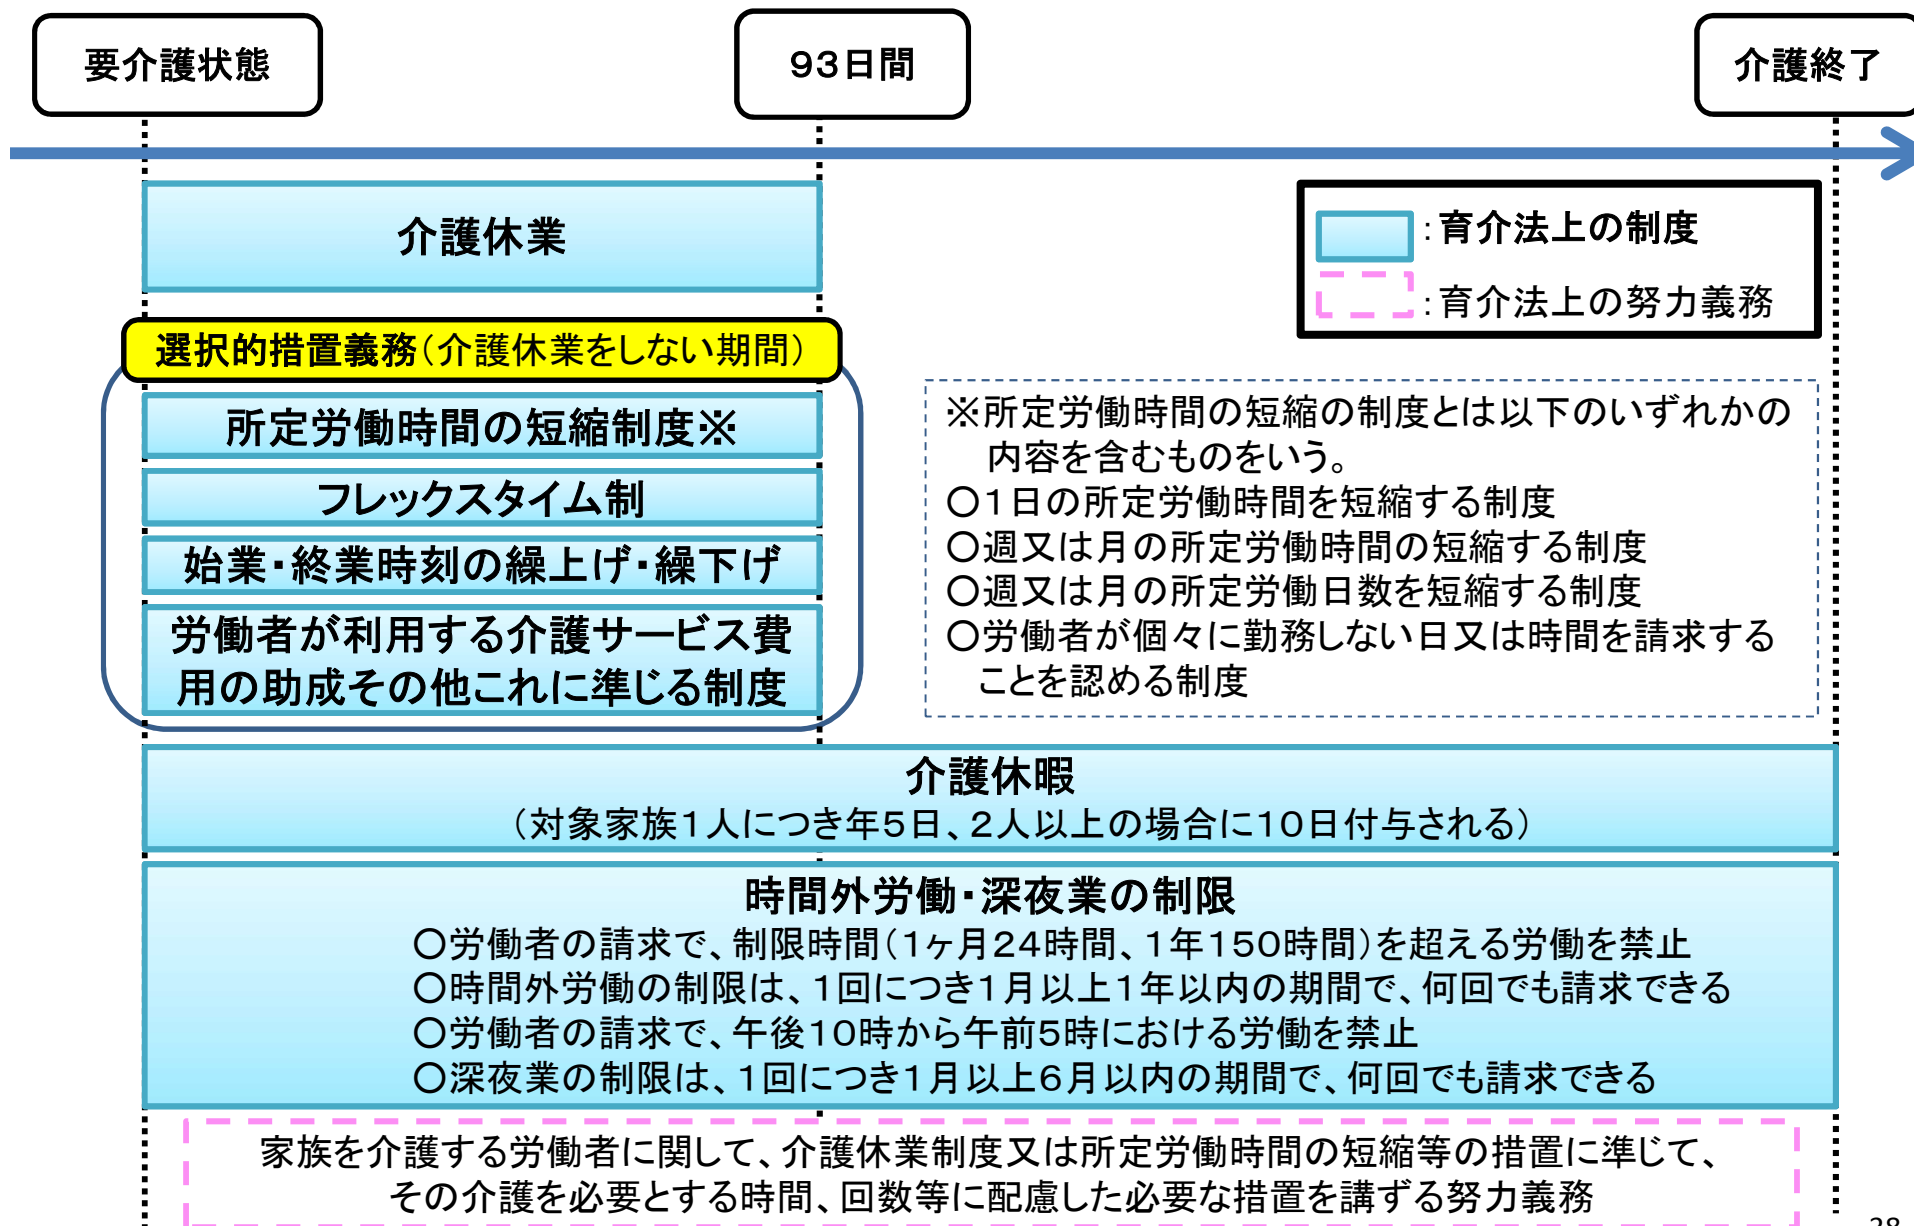 要介護状態
93日間
介護終了
介護休業
：育介法上の制度
：育介法上の努力義務
選択的措置義務（介護休業をしない期間）
所定労働時間の短縮制度※
フレックスタイム制
始業・終業時刻の繰上げ・繰下げ
労働者が利用する介護サービス費
用の助成その他これに準じる制度
※所定労働時間の短縮の制度とは以下のいずれかの
内容を含むものをいう。
○１日の所定労働時間を短縮する制度
○週又は月の所定労働時間の短縮する制度
○週又は月の所定労働日数を短縮する制度
○労働者が個々に勤務しない日又は時間を請求する
ことを認める制度
介護休暇
（対象家族１人につき年５日、２人以上の場合に１０日付与される）
時間外労働・深夜業の制限
○労働者の請求で、制限時間（１ヶ月２４時間、１年１５０時間）を超える労働を禁止
○時間外労働の制限は、１回につき１月以上１年以内の期間で、何回でも請求できる
○労働者の請求で、午後１０時から午前５時における労働を禁止
○深夜業の制限は、１回につき１月以上６月以内の期間で、何回でも請求できる
家族を介護する労働者に関して、介護休業制度又は所定労働時間の短縮等の措置に準じて、
その介護を必要とする時間、回数等に配慮した必要な措置を講ずる努力義務